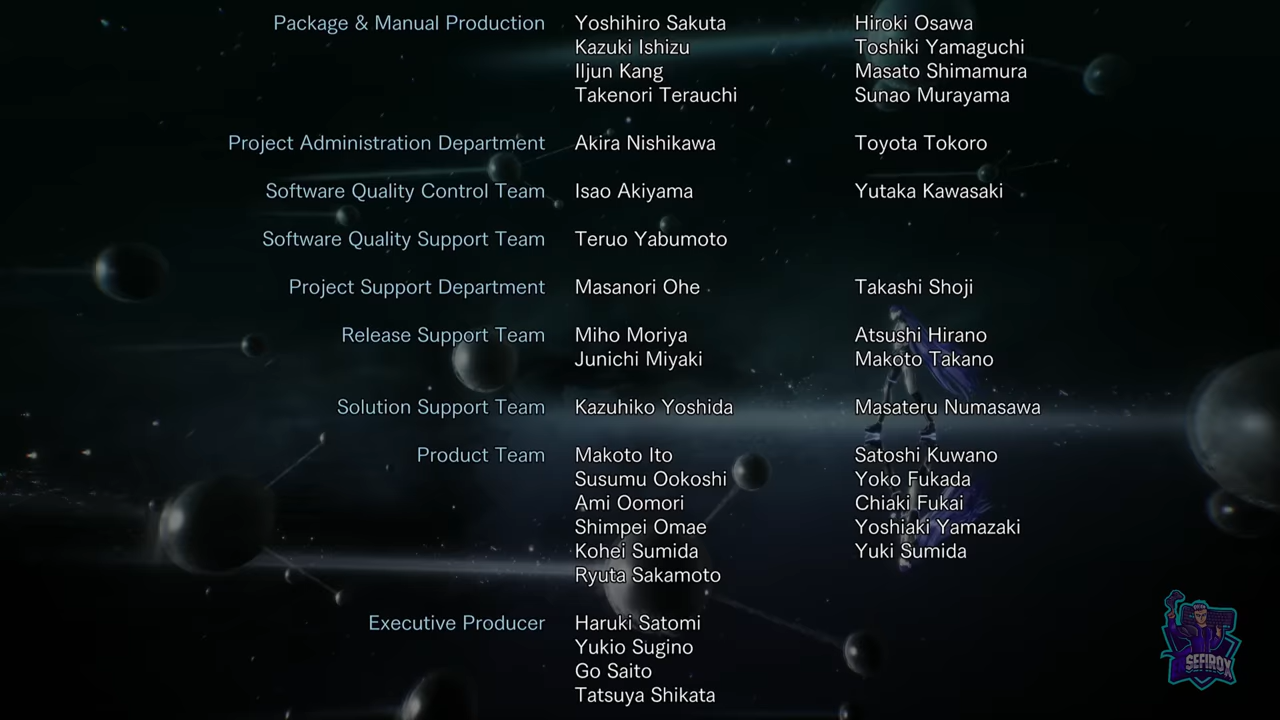 Package & Manual Production Yoshihiro Sakuta Hiroki Osawa
Kazuki Ishizu Toshiki Yamaguchi
Iljun Kang Masato Shimamura
Takenori Terauchi Sunao Murayama
Project Administration Department Akira Nishikawa Toyota Tokoro
Software Quality Control Team Isao Akiyama Yutaka Kawasaki
Software Quality Support Team Teruo Yabumoto
Project Support Department Masanori Ohe Takashi Shoji
Release Support Team Miho Moriya Atsushi Hirano
Junichi Miyaki Makoto Takano
Solution Support Team Kazuhiko Yoshida Masateru Numasawa
Product Team Makoto Ito Satoshi Kuwano
Susumu Ookoshi Yoko Fukada
Ami Oomori Chiaki Fukai
Shimpei Omae Yoshiaki Yamazaki
Kohei Sumida Yuki Sumida
Ryuta Sakamoto
Executive Producer Haruki Satomi
Yukio Sugino
Go Saito
Tatsuya Shikata
SEFIROX